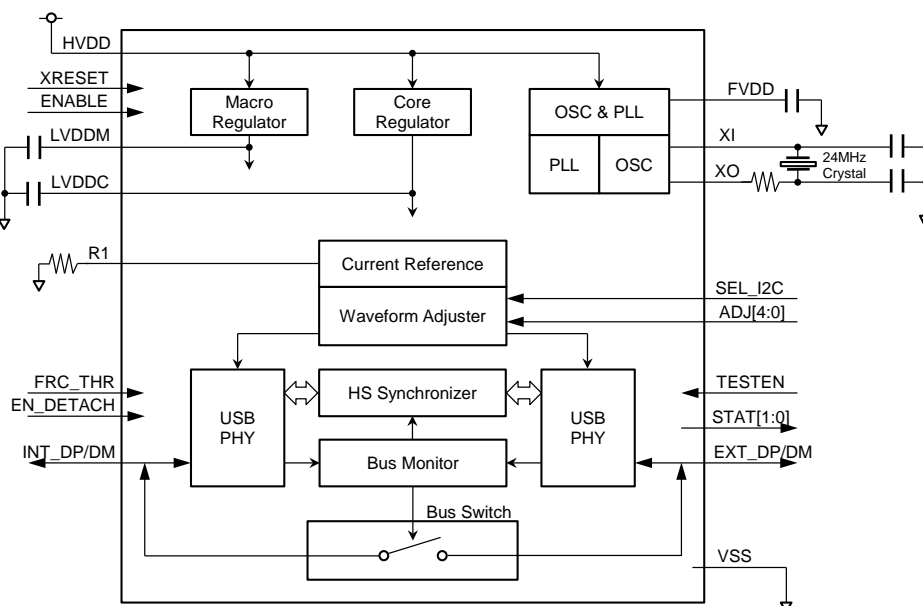 HVDD
XRESET
ENABLE
Macro
Regulator
Core
Regulator
OSC & PLL
FVDD
LVDDM
PLL
OSC
XI
24MHz
Crystal
XO
LVDDC
R1
Current Reference
Waveform Adjuster
SEL_I2C
ADJ[4:0]
FRC_THR
EN_DETACH
USB
PHY
HS Synchronizer
USB
PHY
TESTEN
STAT[1:0]
INT_DP/DM
Bus Monitor
EXT_DP/DM
Bus Switch
VSS